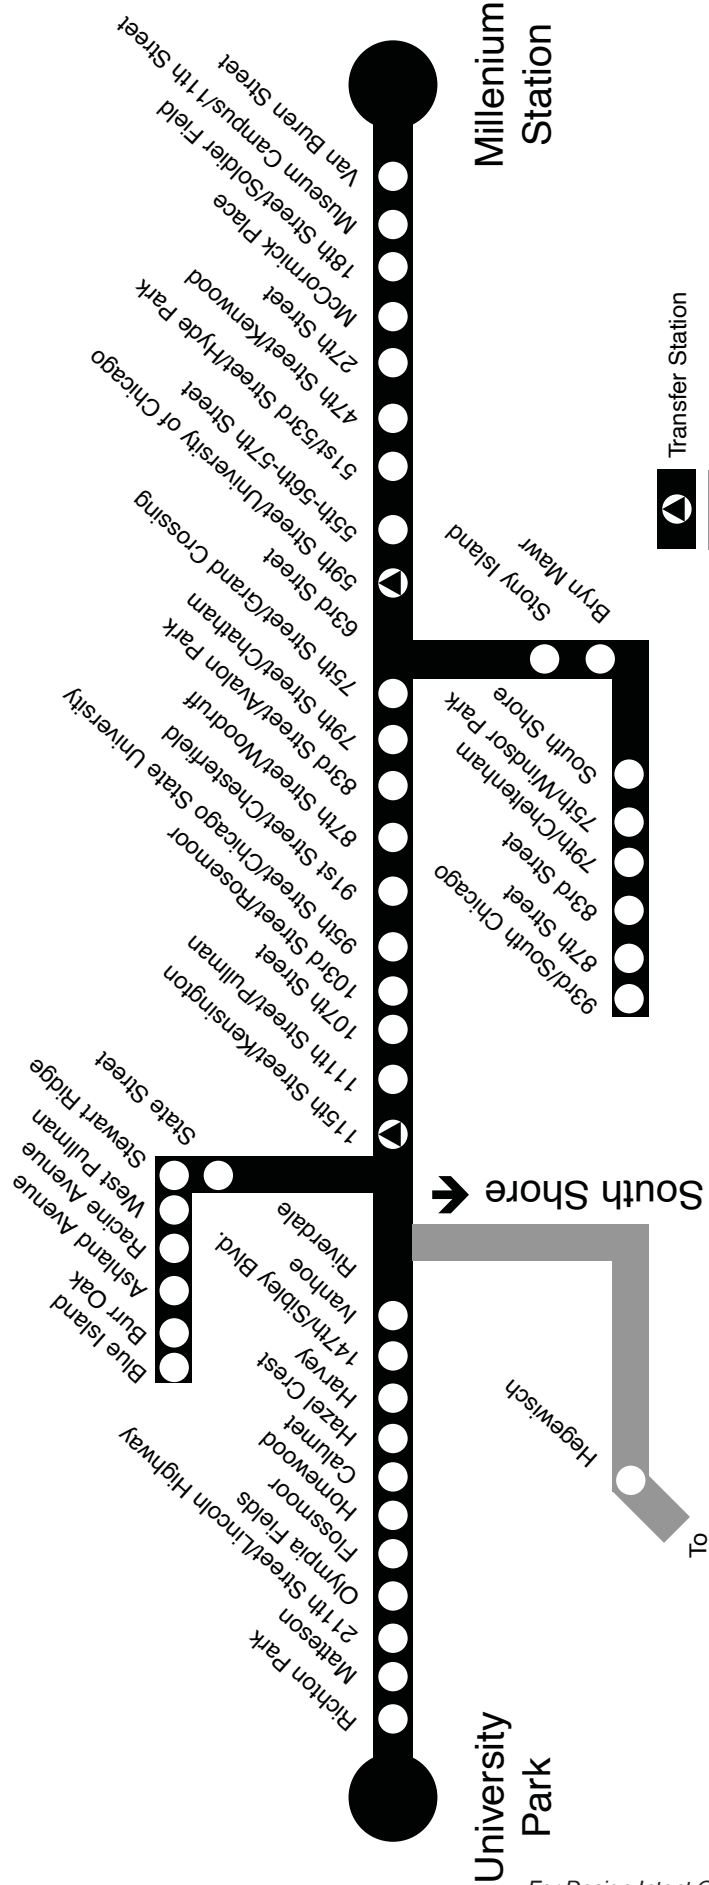 Millenium
Station
Van Buren Street
Museum Campus/11th Street
18th Street/Soldier Field
McCormick Place
27th Street
47th Street/Kenwood
51st/53rd Street/Hyde Park
55th-56th-57th Street
59th Street/University of Chicago
63rd Street
75th Street/Grand Crossing
79th Street/Chatham
83rd Street/Avalon Park
87th Street/Woodruff
91st Street/Chesterfield
95th Street/Chicago State University
103rd Street/Rosemoor
107th Street
111th Street/Pullman
115th Street/Kensington
Riverdale
Ivanhoe
147th/Sibley Blvd.
Harvey
Hazel Crest
Calumet
Homewood
Flossmoor
Olympia Fields
211th Street/Lincoln Highway
Matteson
Richton Park
University
Park
Stony Island
Bryn Mawr
South Shore
75th/Windsor Park
79th/Cheltenham
83rd Street
87th Street
93rd/South Chicago
State Street
Stewart Ridge
West Pullman
Racine Avenue
Ashland Avenue
Burr Oak
Blue Island
South Shore
Hegewisch
To
Transfer Station